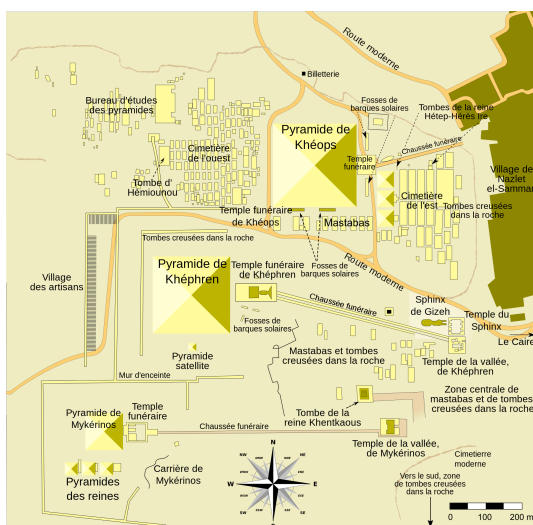 Route moderne
Billetterie
Bureau d'études
des pyramides
Fosses de
barques solaires
Tombes de la reine
Hétep-Hérès Ire
Pyramide de
Khéops
Chaussée funéraire
Cimetière
de l'ouest
Temple
funéraire
Village de
Nazlet
el-Samman
Tombe d'
Hémiounou
Cimetière
de l'est
Tombes creusées
dans la roche
Temple funéraire
de Khéops
Mastabas
Tombes creusées dans la roche
Route moderne
Pyramide de
Khéphren
Temple funéraire
de Khéphren
Fosses de
barques solaires
Village
des artisans
Chaussée funéraire
Sphinx
de Gizeh
Temple du
Sphinx
Fosses de
barques solaires
Le Caire
Pyramide
satellite
Mastabas et tombes
creusées dans la roche
Temple de la vallée,
de Khéphren
Mur d'enceinte
Zone centrale de
mastabas et de tombes
creusées dans la roche
Pyramide de
Mykérinos
Temple
funéraire
Tombe de la
reine Khentkaous
Chaussée funéraire
Temple de la vallée,
de Mykérinos
N
NW
NE
W
E
SW
SE
S
Cimetierre
moderne
Carrière de
Mykérinos
Pyramides
des reines
Vers le sud, zone
de tombes creusées
dans la roche
0 100 200 m